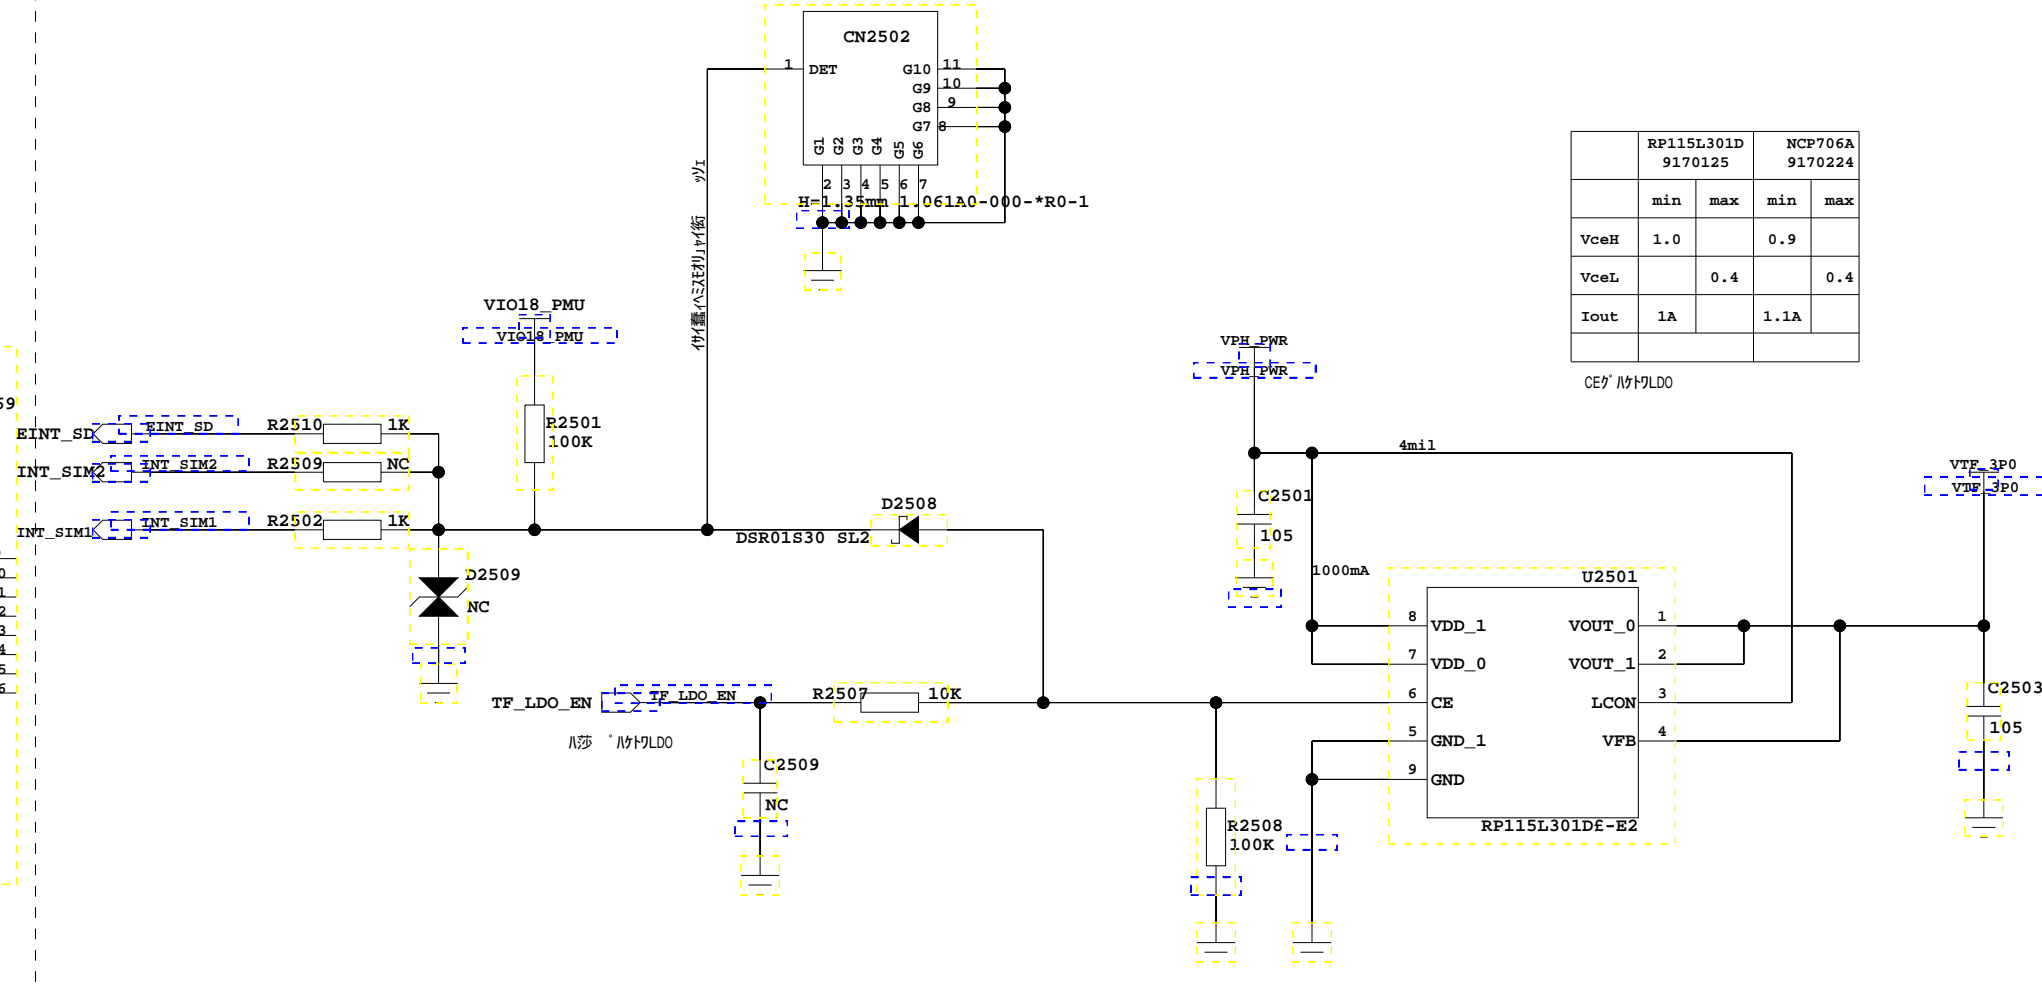 CN2502
1 DET G10 11
G9 10
G8 9
G7 8
G1 G2 G3 G4 G5 G6
2 3 4 5 6 7
H=1.35mm 1.061A0-000-*R0-1
RP115L301D NCP706A
9170125 9170224
min max min max
VceH 1.0 0.9
VceL 0.4 0.4
Iout 1A 1.1A
VIO18_PMU
VIO18_PMU
R2501
100K
EINT_SD EINT_SD R2510 1K
INT_SIM2 INT_SIM2 R2509 NC
INT_SIM1 INT_SIM1 R2502 1K
D2509
NC
D2508
DSR01S30 SL2
VPH_PWR
VPH_PWR
4mil
C2501
105
1000mA
VTF_3P0
VTF_3P0
U2501
8 VDD_1 VOUT_0 1
7 VDD_0 VOUT_1 2
6 CE LCON 3
5 GND_1 VFB 4
9 GND
RP115L301D£-E2
TF_LDO_EN TF_LDO_EN R2507 10K
C2509
NC
R2508
100K
C2503
105